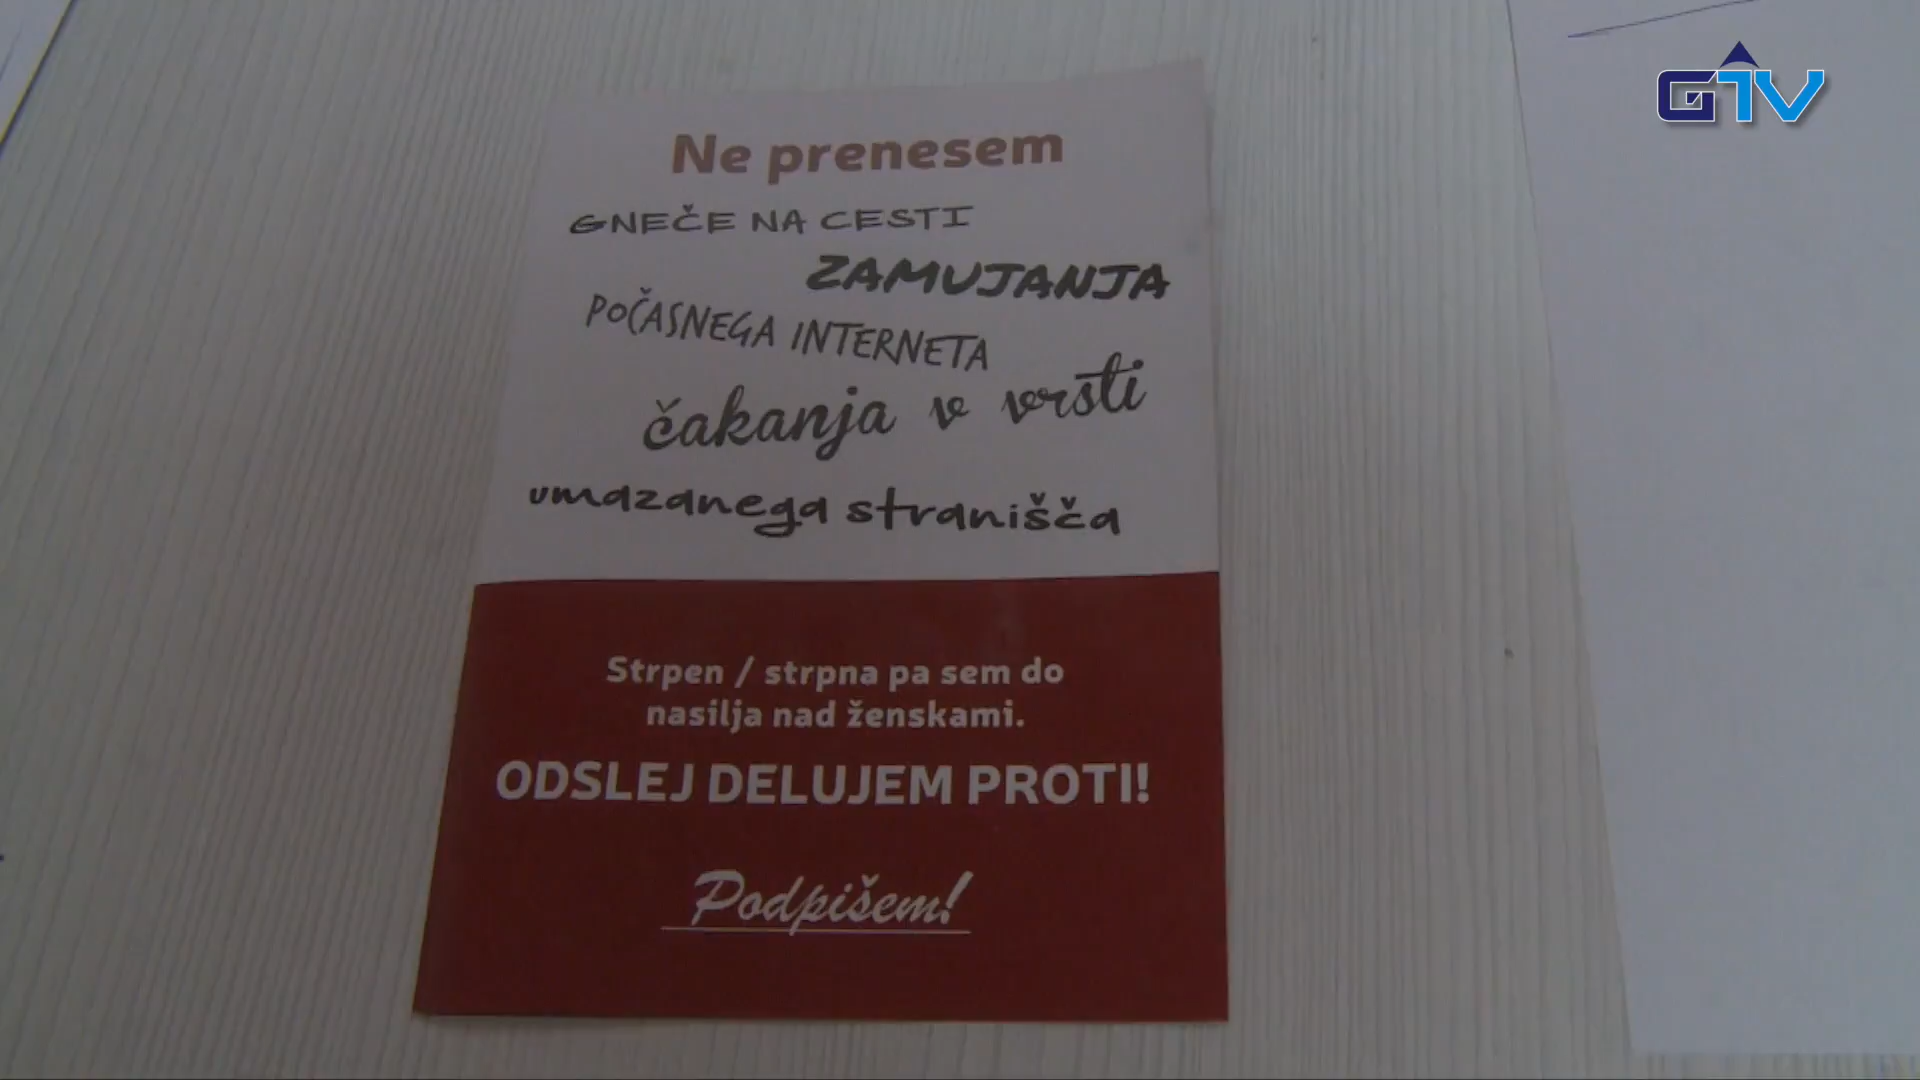 GTV
Ne prenesem
GNEČE NA CESTI
ZAMUJANJA
POČASNEGA INTERNETA
čakanja v vrsti
umazanega stranišča
Strpen / strpna pa sem do
nasilja nad ženskami.
ODSLEJ DELUJEM PROTI!
Podpišem!